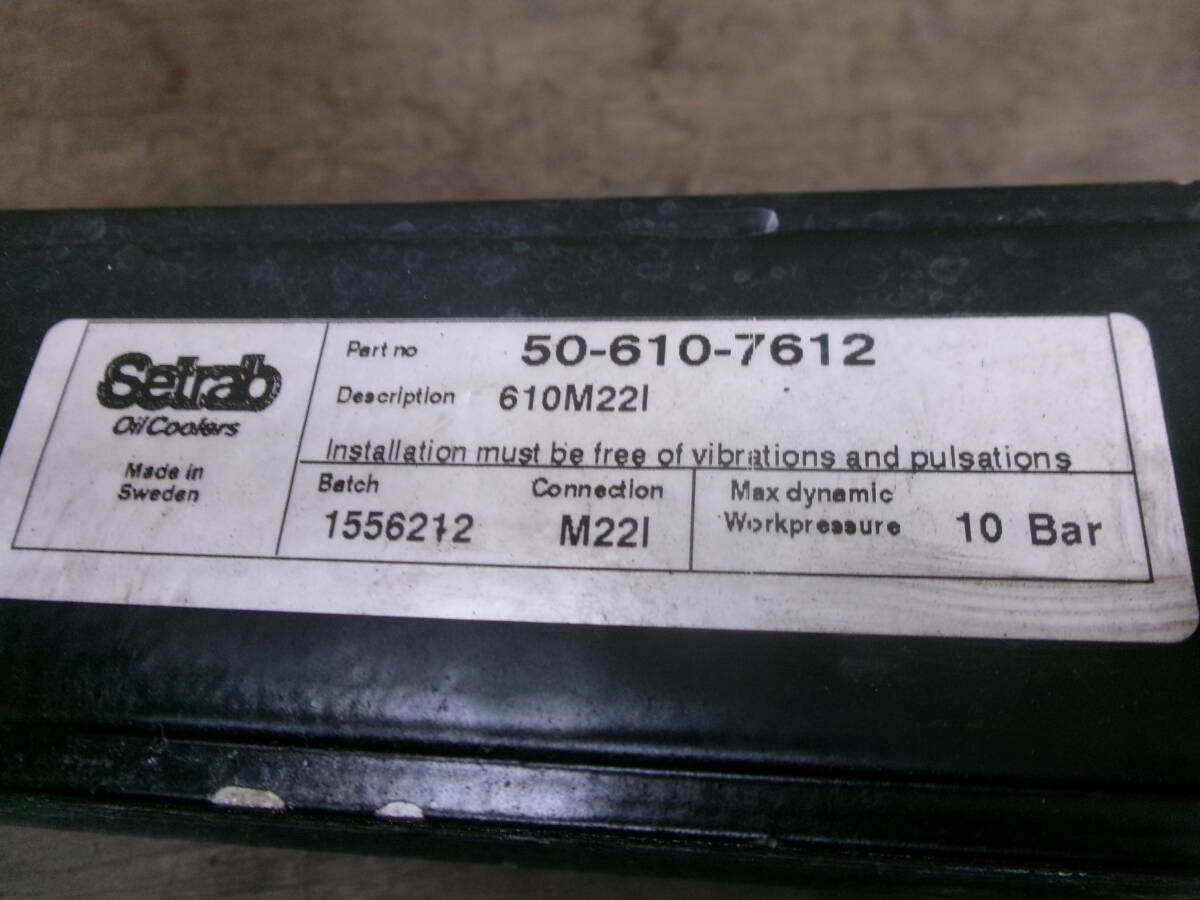 Setrab
Oil Coolers
Made in
Sweden
Part no 50-610-7612
Description 610M22I
Installation must be free of vibrations and pulsations
Batch
1556212
Connection
M22I
Max dynamic
Workpressure 10 Bar